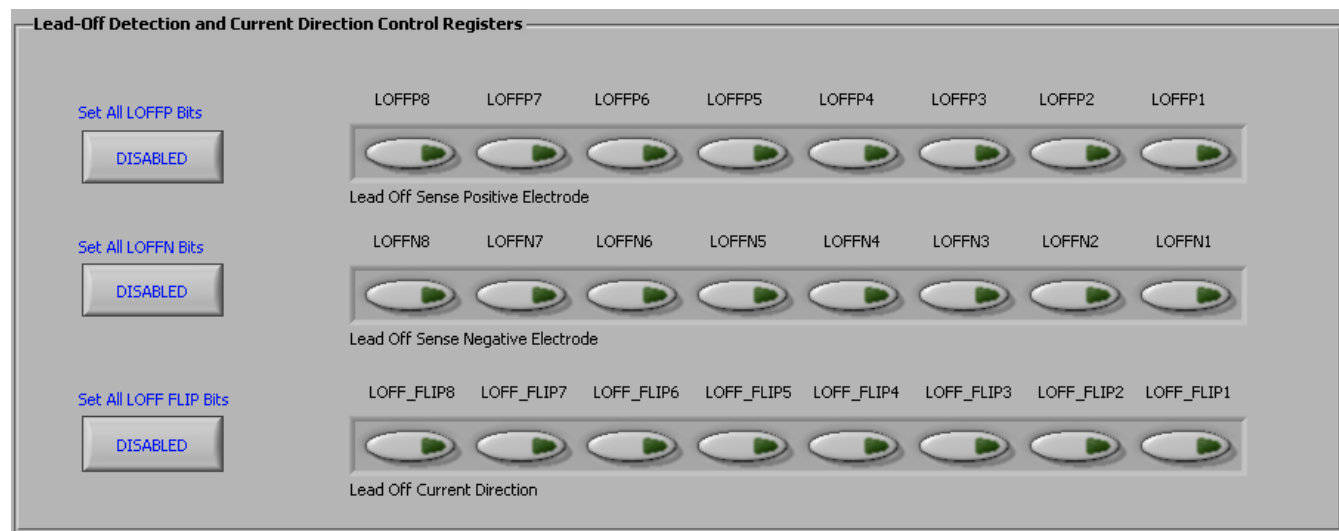 Lead-Off Detection and Current Direction Control Registers
Set All LOFFP Bits
DISABLED
LOFFP8 LOFFP7 LOFFP6 LOFFP5 LOFFP4 LOFFP3 LOFFP2 LOFFP1
Lead Off Sense Positive Electrode
Set All LOFFN Bits
DISABLED
LOFFN8 LOFFN7 LOFFN6 LOFFN5 LOFFN4 LOFFN3 LOFFN2 LOFFN1
Lead Off Sense Negative Electrode
Set All LOFF FLIP Bits
DISABLED
LOFF_FLIP8 LOFF_FLIP7 LOFF_FLIP6 LOFF_FLIP5 LOFF_FLIP4 LOFF_FLIP3 LOFF_FLIP2 LOFF_FLIP1
Lead Off Current Direction